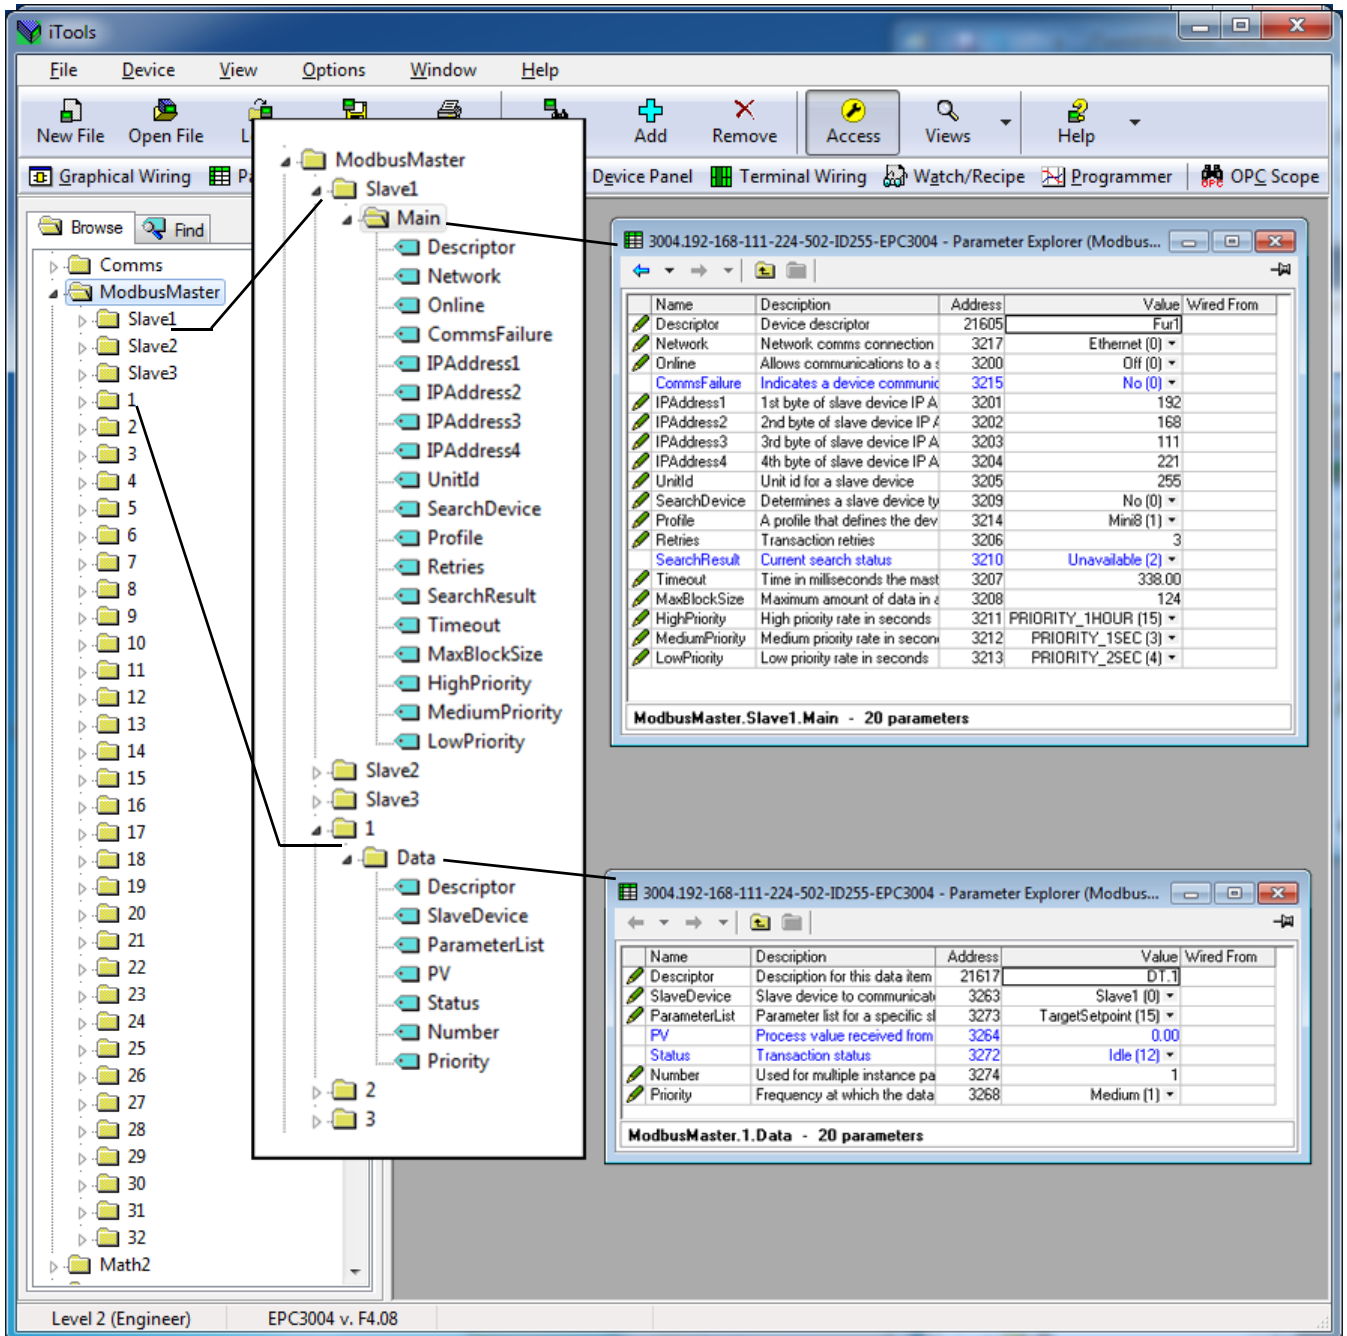 iTools
File Device View Options Window Help
New File Open File Add Remove Access Views Help
Graphical Wiring Device Panel Terminal Wiring Watch/Recipe Programmer OPC Scope
Browse Find
Comms
ModbusMaster
Slave1
Slave2
Slave3
1
2
3
4
5
6
7
8
9
10
11
12
13
14
15
16
17
18
19
20
21
22
23
24
25
26
27
28
29
30
31
32
Math2
ModbusMaster
Slave1
Main
Descriptor
Network
Online
CommsFailure
IPAddress1
IPAddress2
IPAddress3
IPAddress4
UnitId
SearchDevice
Profile
Retries
SearchResult
Timeout
MaxBlockSize
HighPriority
MediumPriority
LowPriority
Slave2
Slave3
1
Data
Descriptor
SlaveDevice
ParameterList
PV
Status
Number
Priority
2
3
3004.192-168-111-224-502-ID255-EPC3004 - Parameter Explorer (Modbus...
Name Description Address Value Wired From
Descriptor Device descriptor 21605 Fur1
Network Network comms connection 3217 Ethernet (0)
Online Allows communications to a s 3200 Off (0)
CommsFailure Indicates a device communic 3215 No (0)
IPAddress1 1st byte of slave device IP A 3201 192
IPAddress2 2nd byte of slave device IP A 3202 168
IPAddress3 3rd byte of slave device IP A 3203 111
IPAddress4 4th byte of slave device IP A 3204 221
UnitId Unit id for a slave device 3205 255
SearchDevice Determines a slave device ty 3209 No (0)
Profile A profile that defines the dev 3214 Mini8 (1)
Retries Transaction retries 3206 3
SearchResult Current search status 3210 Unavailable (2)
Timeout Time in milliseconds the mast 3207 338.00
MaxBlockSize Maximum amount of data in a 3208 124
HighPriority High priority rate in seconds 3211 PRIORITY_1HOUR (15)
MediumPriority Medium priority rate in secon 3212 PRIORITY_1SEC (3)
LowPriority Low priority rate in seconds 3213 PRIORITY_2SEC (4)
ModbusMaster.Slave1.Main - 20 parameters
3004.192-168-111-224-502-ID255-EPC3004 - Parameter Explorer (Modbus...
Name Description Address Value Wired From
Descriptor Description for this data item 21617 DT.1
SlaveDevice Slave device to communicat 3263 Slave1 (0)
ParameterList Parameter list for a specific sl 3273 TargetSetpoint (15)
PV Process value received from 3264 0.00
Status Transaction status 3272 Idle (12)
Number Used for multiple instance pa 3274 1
Priority Frequency at which the data 3268 Medium (1)
ModbusMaster.1.Data - 20 parameters
Level 2 (Engineer) EPC3004 v. F4.08